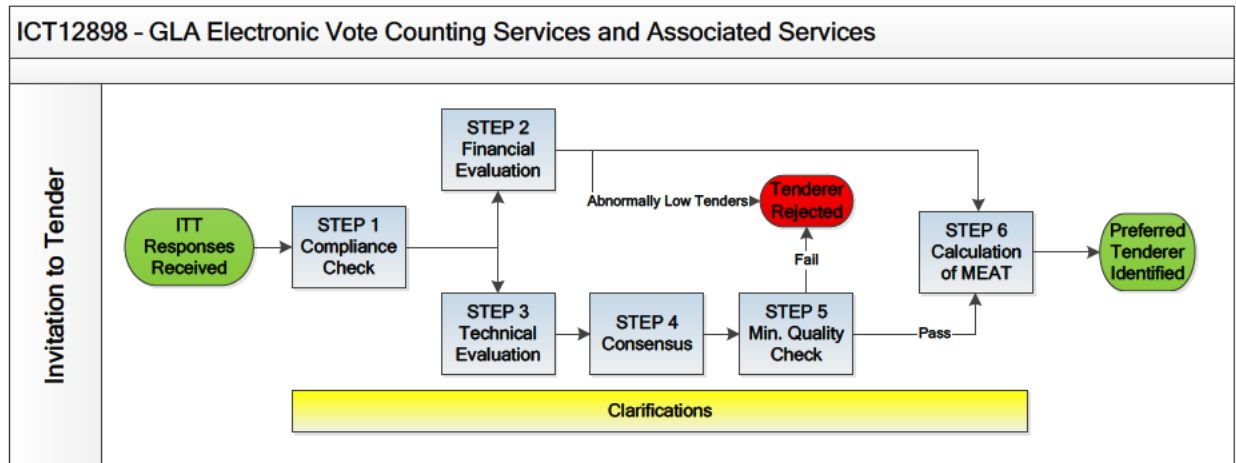 ICT12898 - GLA Electronic Vote Counting Services and Associated Services
Invitation to Tender
ITT
Responses
Received
STEP 1
Compliance
Check
STEP 2
Financial
Evaluation
Abnormally Low Tenders
Tenderer
Rejected
STEP 3
Technical
Evaluation
STEP 4
Consensus
STEP 5
Min. Quality
Check
Fail
Pass
STEP 6
Calculation
of MEAT
Preferred
Tenderer
Identified
Clarifications